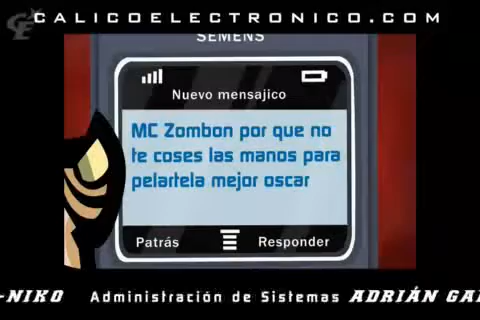 CALICOELECTRONICO.COM
SEMENS
Nuevo mensajico
MC Zombon por que no
te coses las manos para
pelartela mejor oscar
Patrás Responder
-NIKO Administración de Sistemas ADRIÁN GA